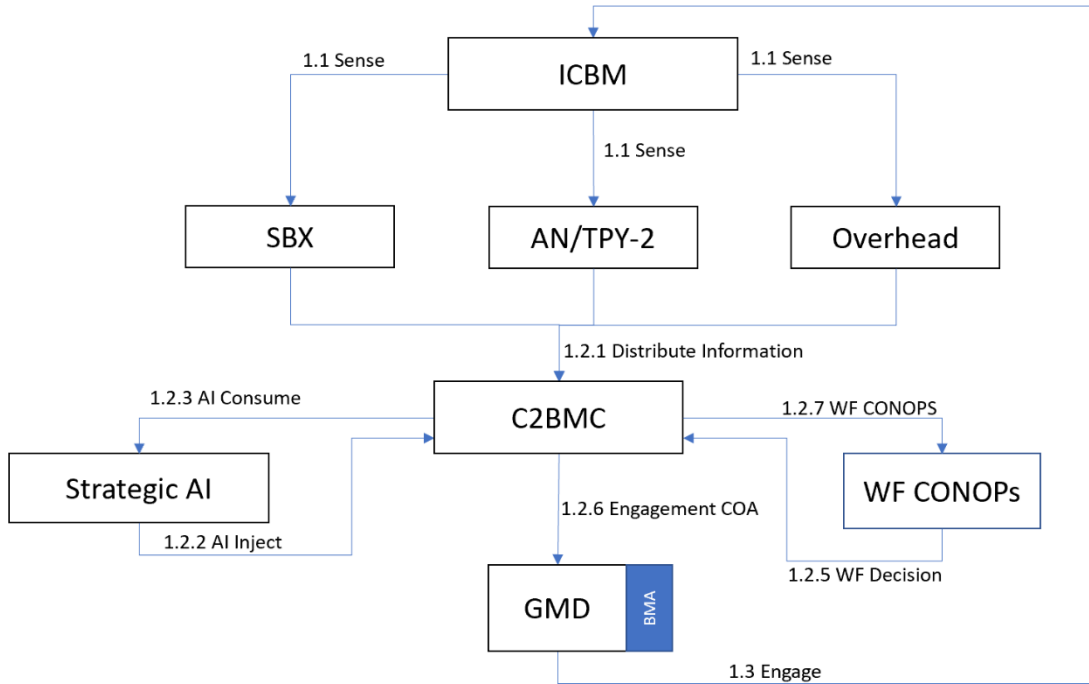 ICBM
1.1 Sense
1.1 Sense
1.1 Sense
SBX
AN/TPY-2
Overhead
1.2.1 Distribute Information
1.2.3 AI Consume
C2BMC
1.2.7 WF CONOPS
Strategic AI
WF CONOPs
1.2.6 Engagement COA
1.2.2 AI Inject
1.2.5 WF Decision
GMD
BMA
1.3 Engage